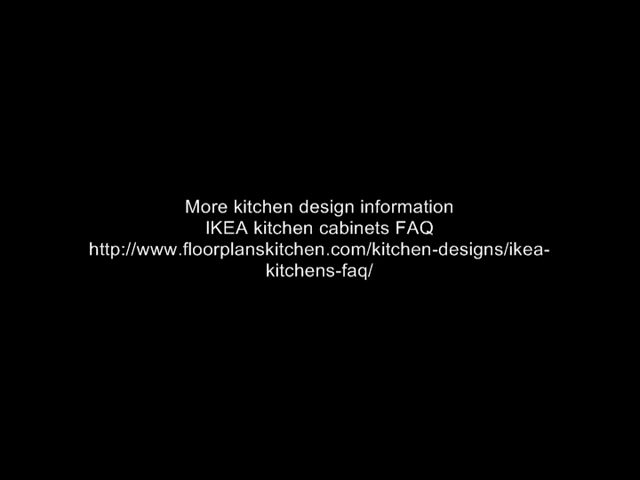 More kitchen design information
IKEA kitchen cabinets FAQ
http://www.floorplanskitchen.com/kitchen-designs/ikea-
kitchens-faq/